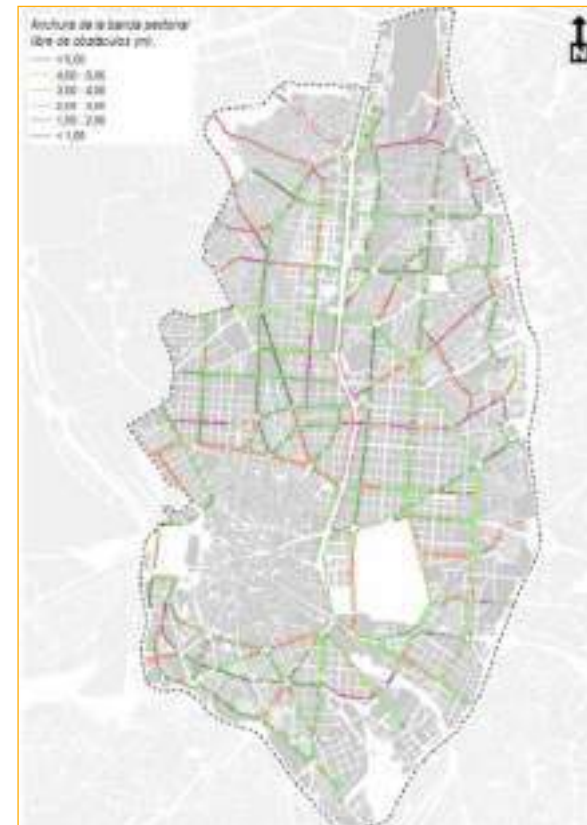 Anchura de la banda peatonal
libre de obstáculos (m).
> 5,00
4,00 - 5,00
3,00 - 4,00
2,00 - 3,00
1,00 - 2,00
< 1,00
N